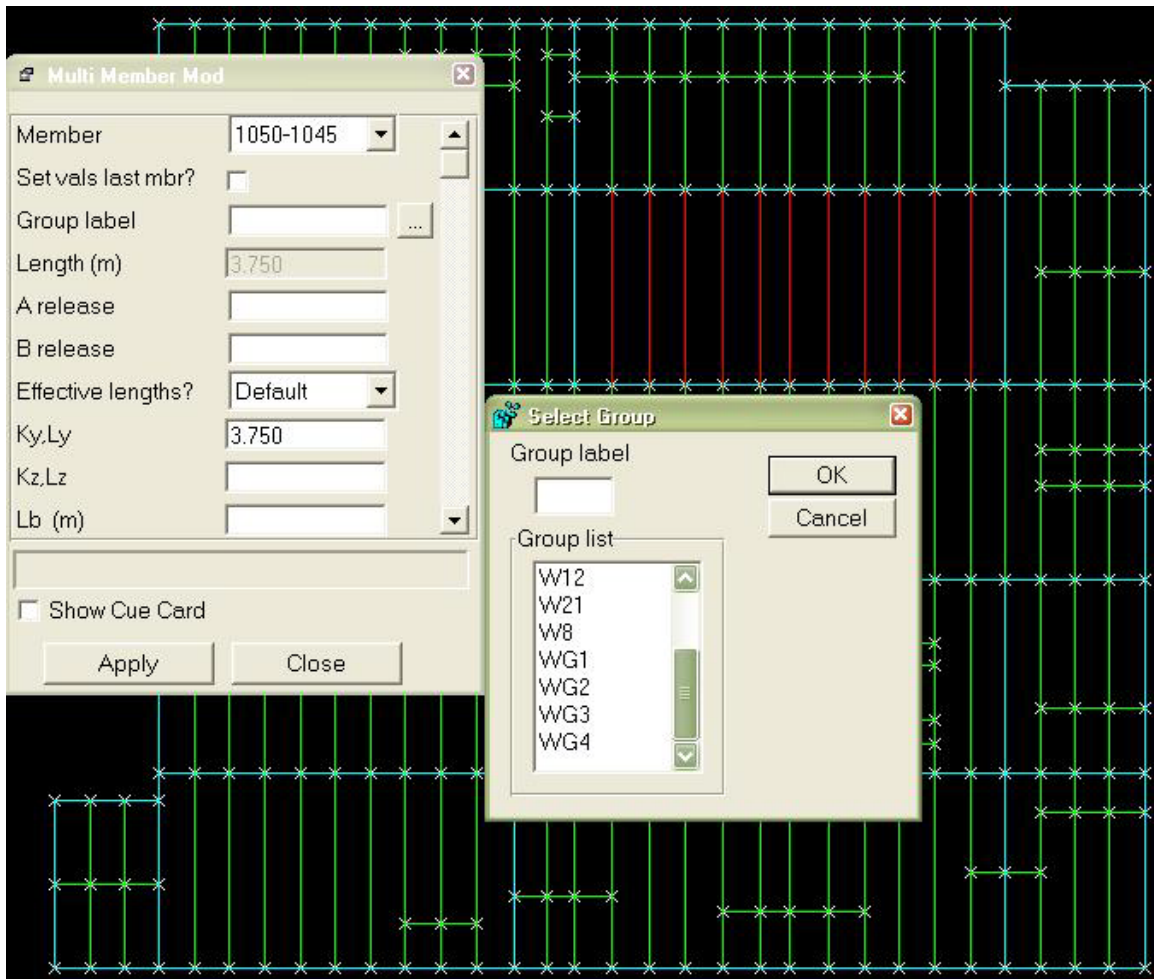 Multi Member Mod
Member 1050-1045
Set vals last mbr?
Group label ...
Length (m) 3.750
A release
B release
Effective lengths? Default
Ky,Ly 3.750
Kz,Lz
Lb (m)
Show Cue Card
Apply Close
Select Group
Group label
OK
Cancel
Group list
W12
W21
W8
WG1
WG2
WG3
WG4